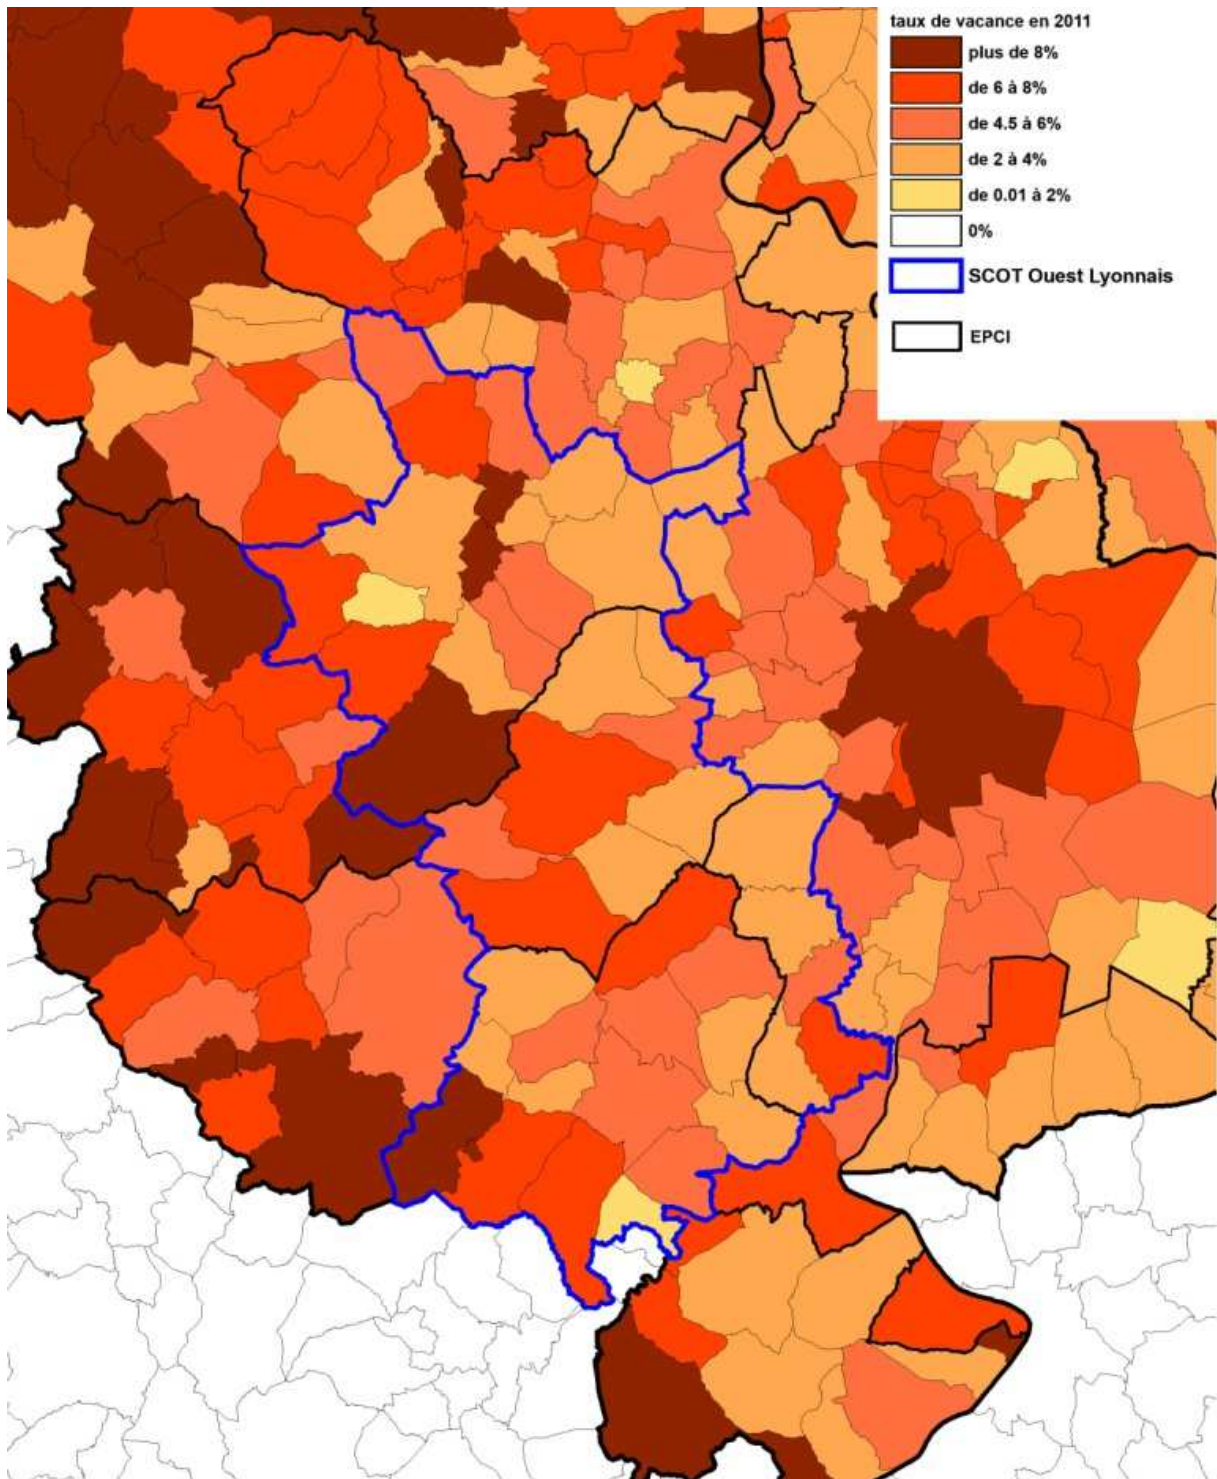 taux de vacance en 2011
plus de 8%
de 6 à 8%
de 4.5 à 6%
de 2 à 4%
de 0.01 à 2%
0%
SCOT Ouest Lyonnais
EPCI